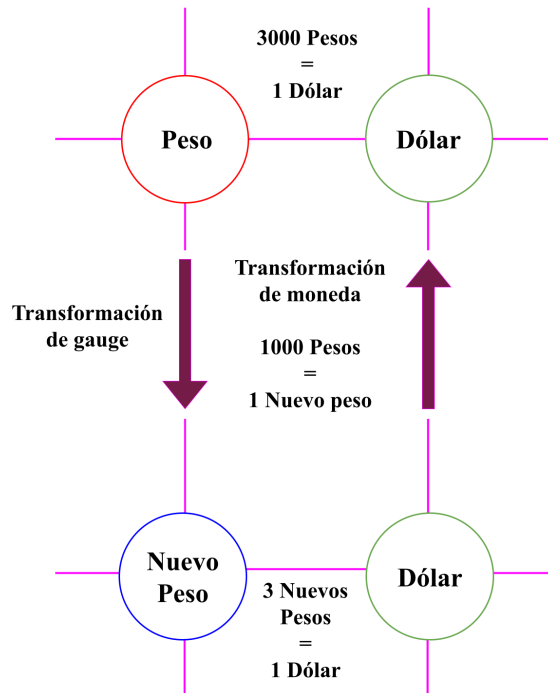 3000 Pesos
=
1 Dólar
Peso
Dólar
Transformación
de gauge
Transformación
de moneda
1000 Pesos
=
1 Nuevo peso
Nuevo
Peso
Dólar
3 Nuevos
Pesos
=
1 Dólar